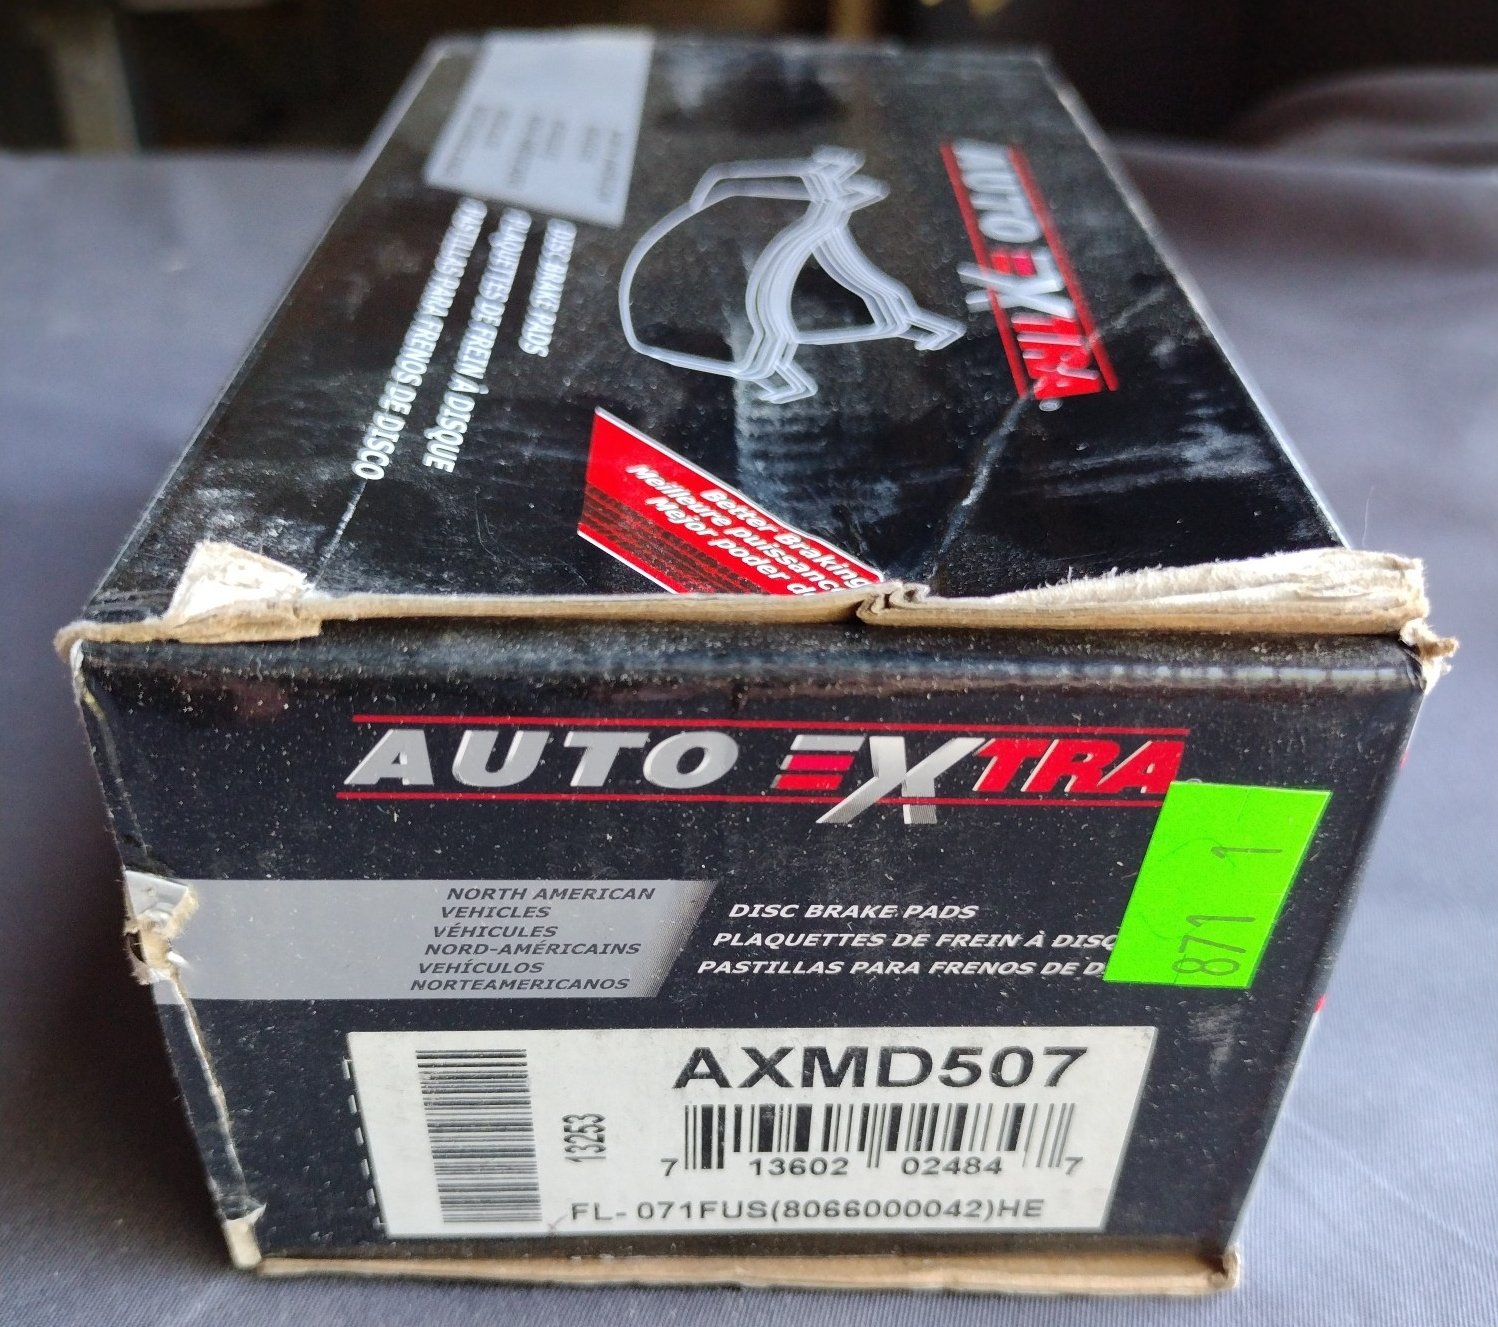 AUTO EXTRA®
DISC BRAKE PADS
PLAQUETTES DE FREIN À DISQUE
PASTILLAS PARA FRENOS DE DISCO
Better Braking
Meilleure puissanc
Mejor poder d
AUTO EXTRA
NORTH AMERICAN
VEHICLES
VÉHICULES
NORD-AMÉRICAINS
VEHÍCULOS
NORTEAMERICANOS
DISC BRAKE PADS
PLAQUETTES DE FREIN À DISQ
PASTILLAS PARA FRENOS DE D
871 1
AXMD507
13253
7 13602 02484 7
FL- 071FUS(8066000042)HE